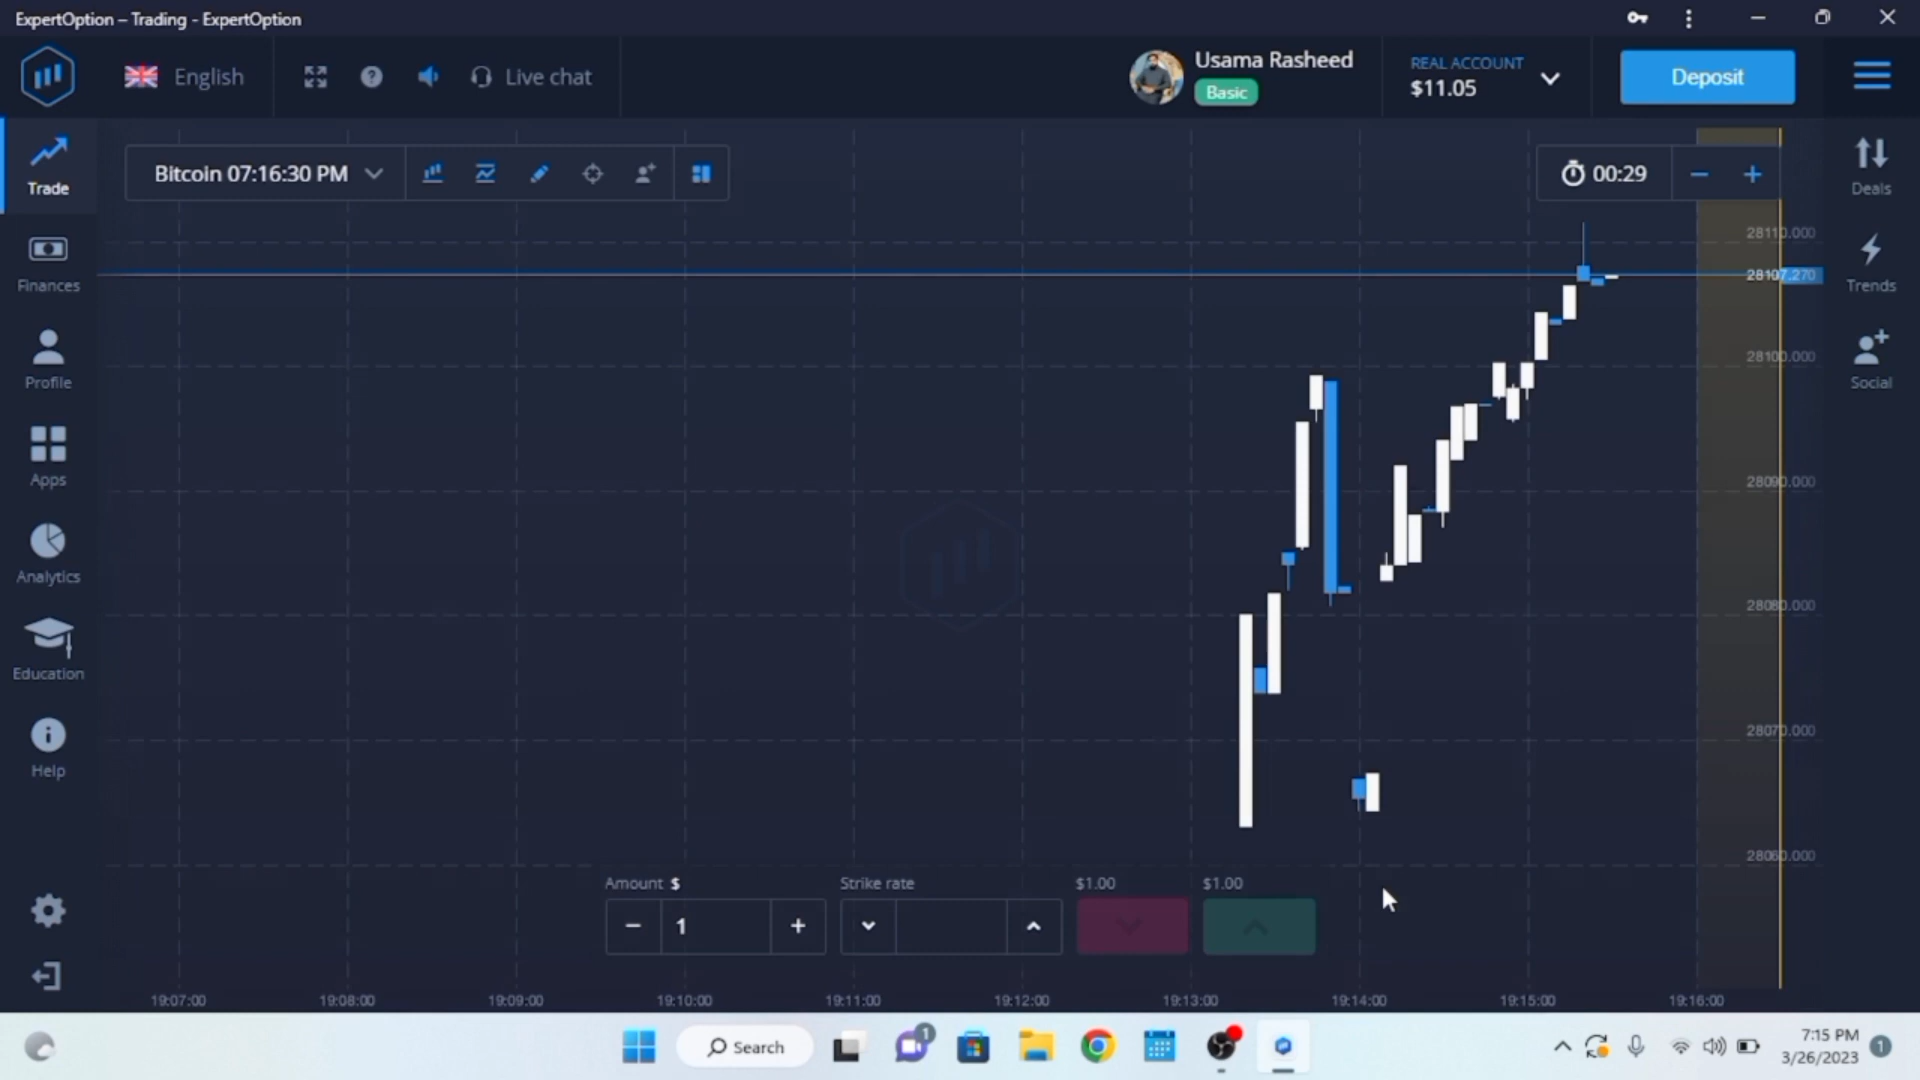 ExpertOption – Trading - ExpertOption
English
Live chat
Usama Rasheed
Basic
REAL ACCOUNT
$11.05
Deposit
Trade
Finances
Profile
Apps
Analytics
Education
Help
Bitcoin 07:16:30 PM
00:29
Deals
Trends
Social
28110.000
28107.270
28100.000
28090.000
28080.000
28070.000
28060.000
Amount $
Strike rate
$1.00
$1.00
1
19:07:00
19:08:00
19:09:00
19:10:00
19:11:00
19:12:00
19:13:00
19:14:00
19:15:00
19:16:00
Search
1
7:15 PM
3/26/2023
1